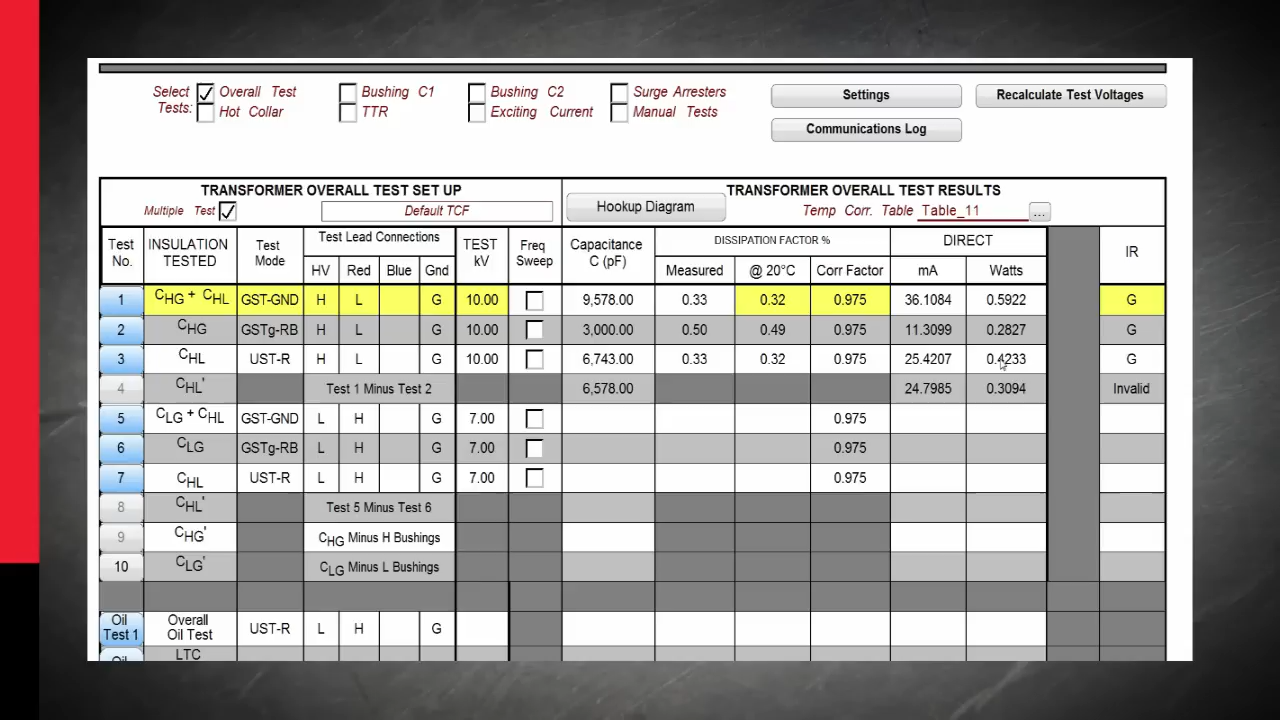 Select Tests: Overall Test Bushing C1 Bushing C2 Surge Arresters Settings Recalculate Test Voltages
Hot Collar TTR Exciting Current Manual Tests
Communications Log
TRANSFORMER OVERALL TEST SET UP TRANSFORMER OVERALL TEST RESULTS
Multiple Test Default TCF Hookup Diagram Temp Corr. Table Table_11 ...
Test No. INSULATION TESTED Test Mode Test Lead Connections TEST kV Freq Sweep Capacitance C (pF) DISSIPATION FACTOR % DIRECT IR
HV Red Blue Gnd Measured @ 20°C Corr Factor mA Watts
1 CHG + CHL GST-GND H L G 10.00 9,578.00 0.33 0.32 0.975 36.1084 0.5922 G
2 CHG GSTg-RB H L G 10.00 3,000.00 0.50 0.49 0.975 11.3099 0.2827 G
3 CHL UST-R H L G 10.00 6,743.00 0.33 0.32 0.975 25.4207 0.4233 G
4 CHL' Test 1 Minus Test 2 6,578.00 24.7985 0.3094 Invalid
5 CLG + CHL GST-GND L H G 7.00 0.975
6 CLG GSTg-RB L H G 7.00 0.975
7 CHL UST-R L H G 7.00 0.975
8 CHL' Test 5 Minus Test 6
9 CHG' CHG Minus H Bushings
10 CLG' CLG Minus L Bushings
Oil Test 1 Overall Oil Test UST-R L H G
Oil LTC